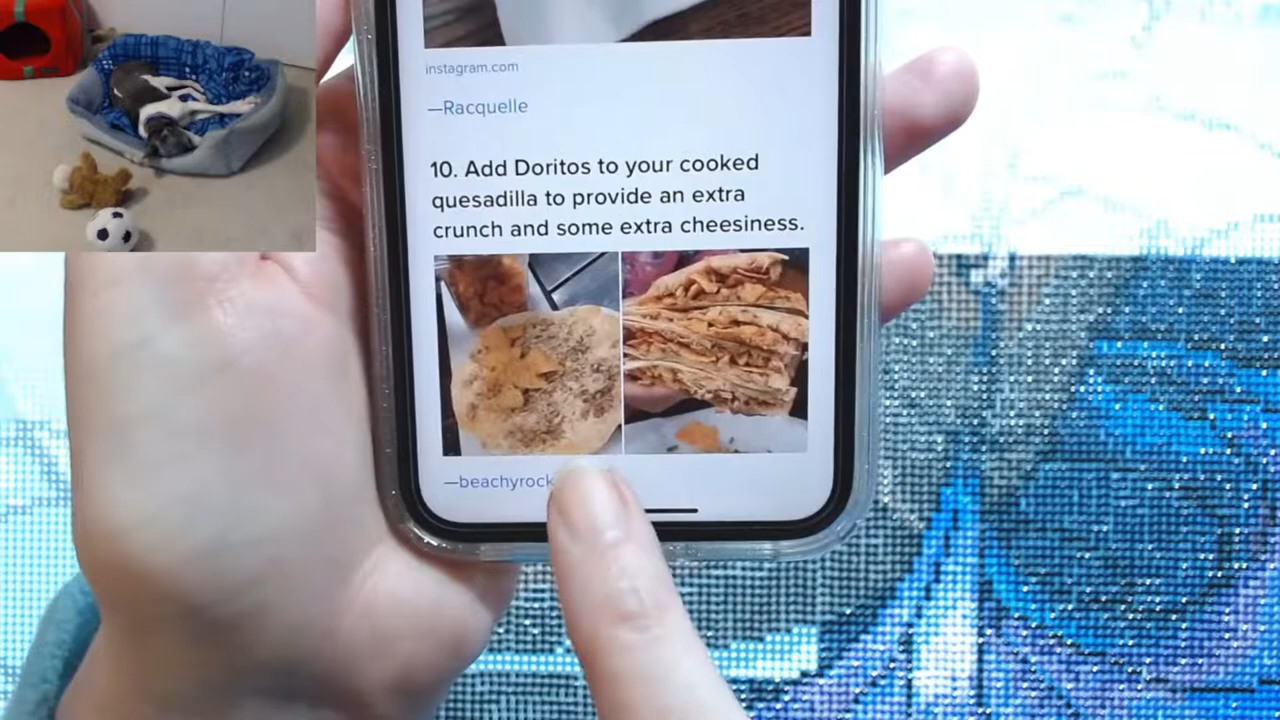 instagram.com
—Racquelle
10. Add Doritos to your cooked
quesadilla to provide an extra
crunch and some extra cheesiness.
—beachyrock